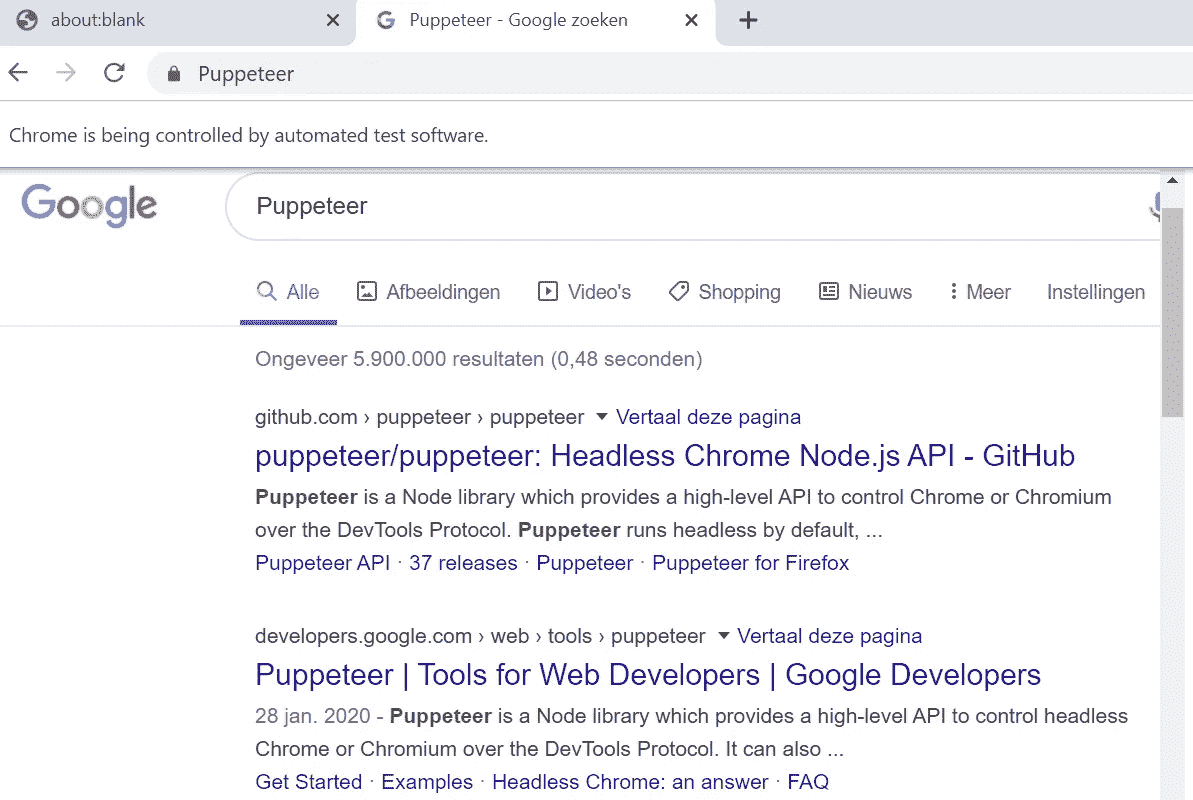 about:blank
Puppeteer - Google zoeken
Puppeteer
Chrome is being controlled by automated test software.
Google
Puppeteer
Alle Afbeeldingen Video's Shopping Nieuws Meer Instellingen
Ongeveer 5.900.000 resultaten (0,48 seconden)
github.com › puppeteer › puppeteer Vertaal deze pagina
puppeteer/puppeteer: Headless Chrome Node.js API - GitHub
Puppeteer is a Node library which provides a high-level API to control Chrome or Chromium
over the DevTools Protocol. Puppeteer runs headless by default, ...
Puppeteer API · 37 releases · Puppeteer · Puppeteer for Firefox
developers.google.com › web › tools › puppeteer Vertaal deze pagina
Puppeteer | Tools for Web Developers | Google Developers
28 jan. 2020 - Puppeteer is a Node library which provides a high-level API to control headless
Chrome or Chromium over the DevTools Protocol. It can also ...
Get Started · Examples · Headless Chrome: an answer · FAQ